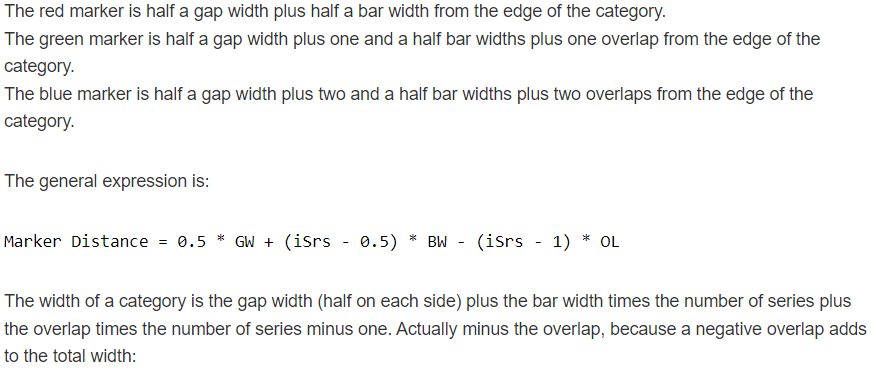 The red marker is half a gap width plus half a bar width from the edge of the category.
The green marker is half a gap width plus one and a half bar widths plus one overlap from the edge of the
category.
The blue marker is half a gap width plus two and a half bar widths plus two overlaps from the edge of the
category.
The general expression is:
Marker Distance = 0.5 * GW + (iSrs - 0.5) * BW - (iSrs - 1) * OL
The width of a category is the gap width (half on each side) plus the bar width times the number of series plus
the overlap times the number of series minus one. Actually minus the overlap, because a negative overlap adds
to the total width: